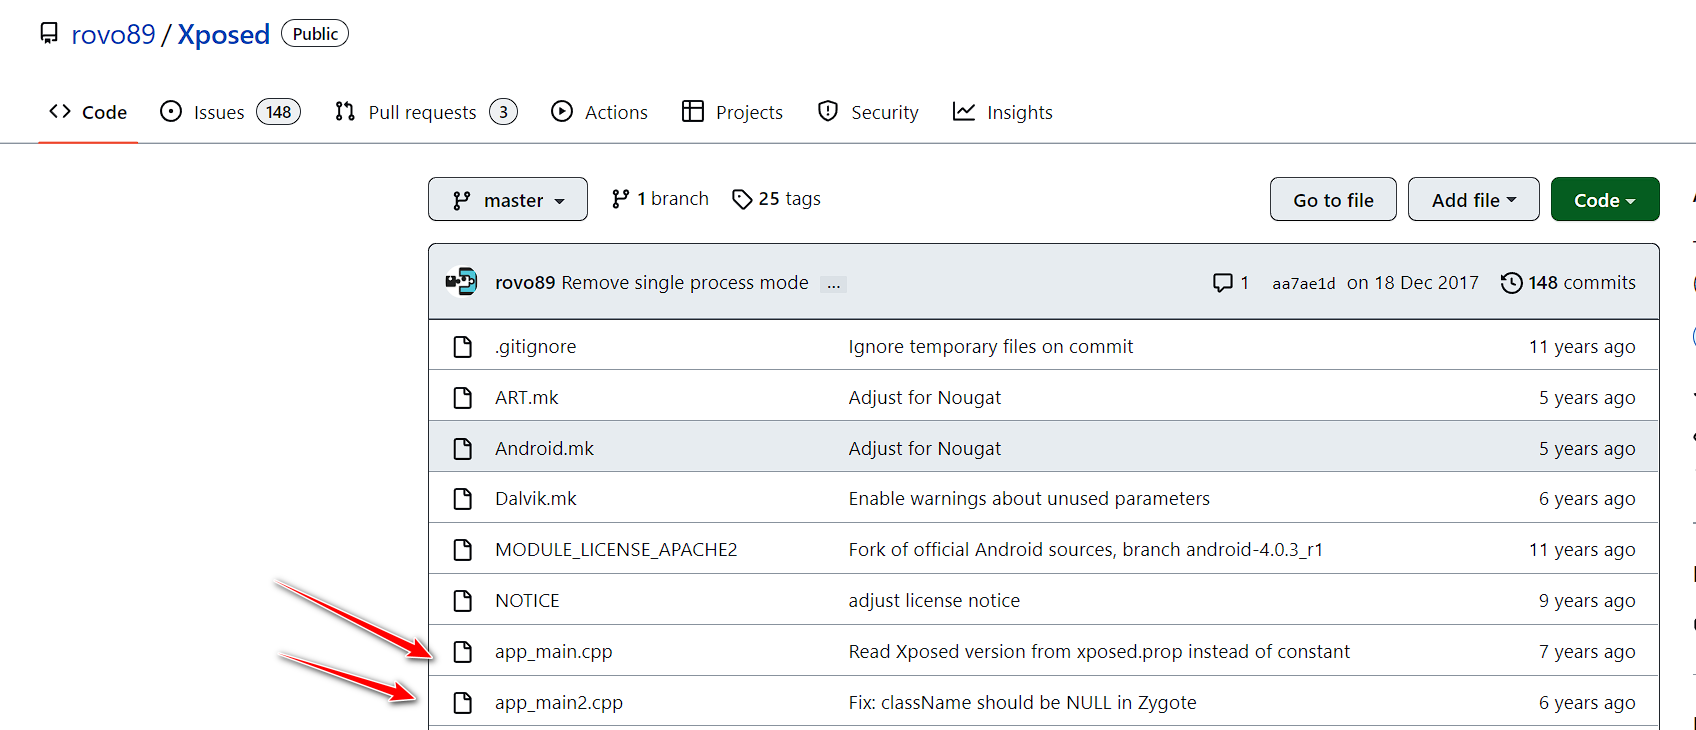 rovo89 / Xposed Public
Code Issues 148 Pull requests 3 Actions Projects Security Insights
master 1 branch 25 tags Go to file Add file Code
rovo89 Remove single process mode ... 1 aa7ae1d on 18 Dec 2017 148 commits
.gitignore Ignore temporary files on commit 11 years ago
ART.mk Adjust for Nougat 5 years ago
Android.mk Adjust for Nougat 5 years ago
Dalvik.mk Enable warnings about unused parameters 6 years ago
MODULE_LICENSE_APACHE2 Fork of official Android sources, branch android-4.0.3_r1 11 years ago
NOTICE adjust license notice 9 years ago
app_main.cpp Read Xposed version from xposed.prop instead of constant 7 years ago
app_main2.cpp Fix: className should be NULL in Zygote 6 years ago